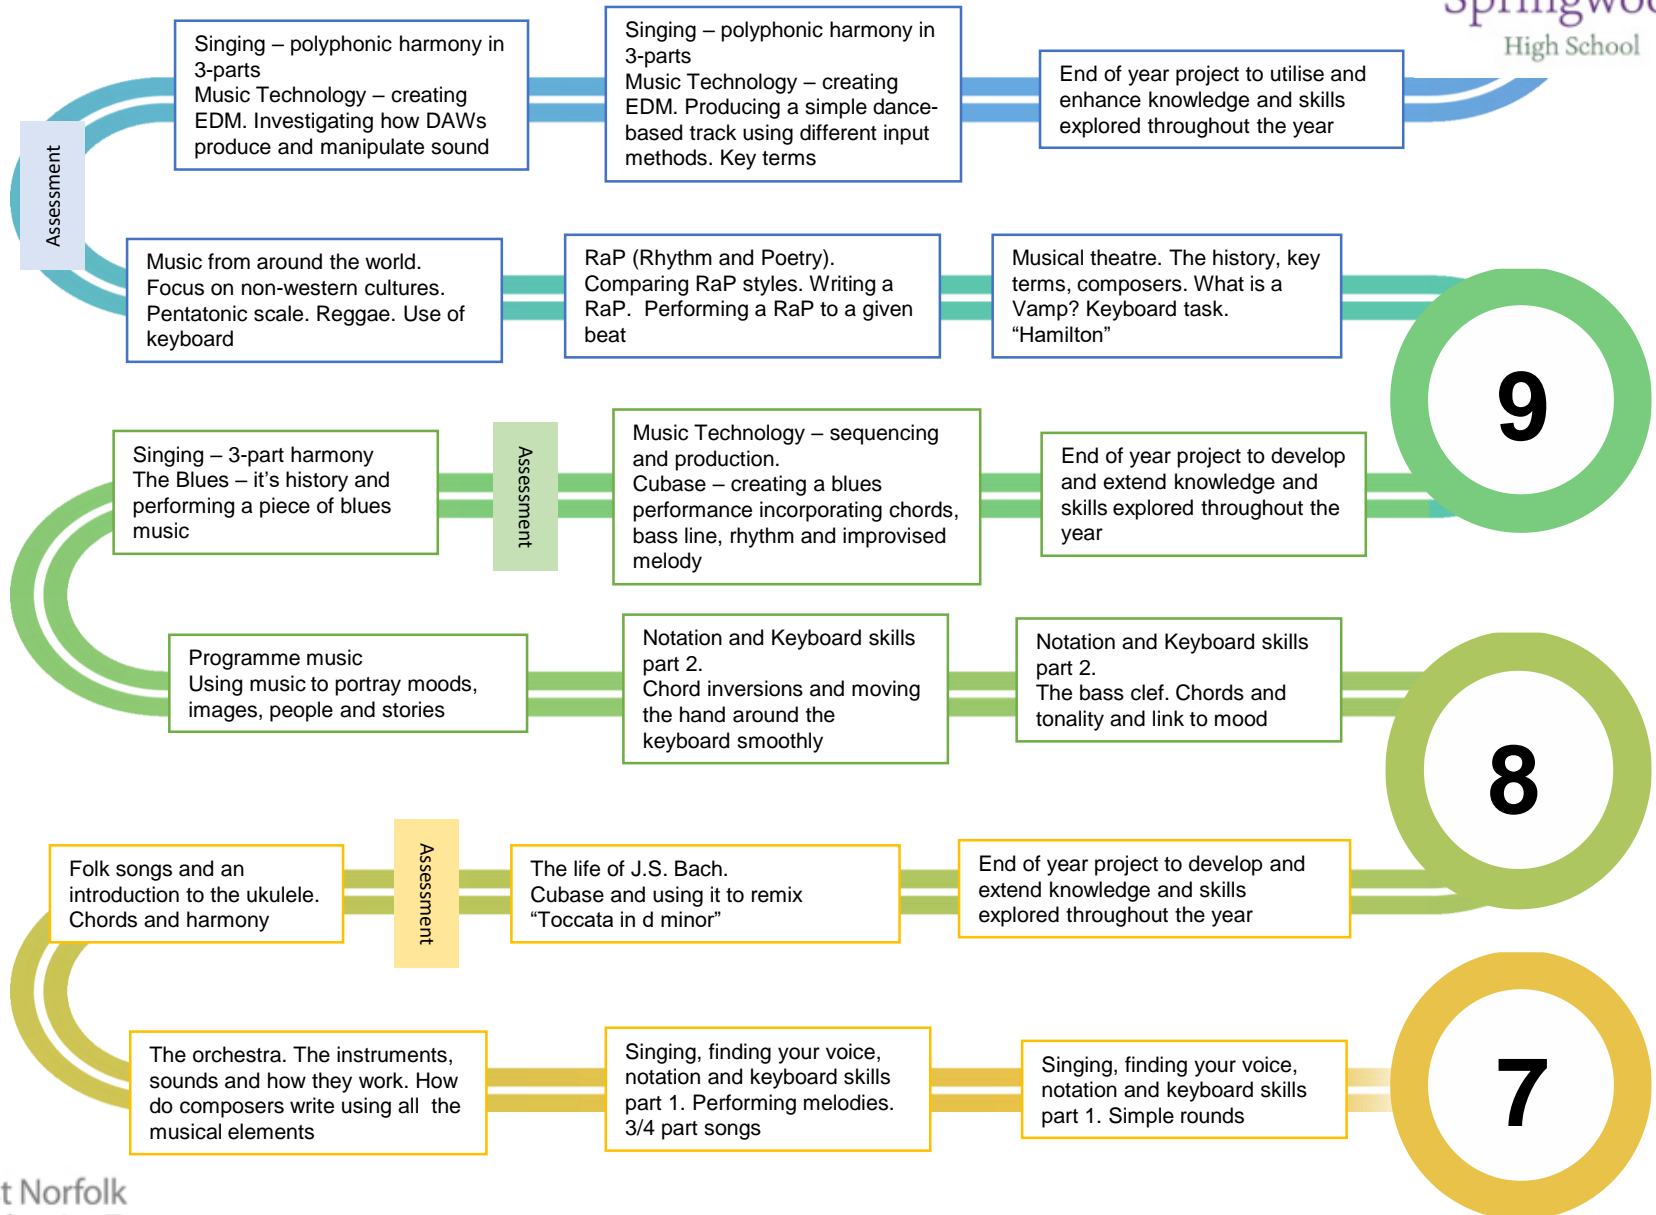 Springwoo
High School
Singing – polyphonic harmony in
3-parts
Music Technology – creating
EDM. Investigating how DAWs
produce and manipulate sound
Singing – polyphonic harmony in
3-parts
Music Technology – creating
EDM. Producing a simple dance-
based track using different input
methods. Key terms
End of year project to utilise and
enhance knowledge and skills
explored throughout the year
Assessment
Music from around the world.
Focus on non-western cultures.
Pentatonic scale. Reggae. Use of
keyboard
RaP (Rhythm and Poetry).
Comparing RaP styles. Writing a
RaP. Performing a RaP to a given
beat
Musical theatre. The history, key
terms, composers. What is a
Vamp? Keyboard task.
“Hamilton”
9
Singing – 3-part harmony
The Blues – it’s history and
performing a piece of blues
music
Assessment
Music Technology – sequencing
and production.
Cubase – creating a blues
performance incorporating chords,
bass line, rhythm and improvised
melody
End of year project to develop
and extend knowledge and
skills explored throughout the
year
Programme music
Using music to portray moods,
images, people and stories
Notation and Keyboard skills
part 2.
Chord inversions and moving
the hand around the
keyboard smoothly
Notation and Keyboard skills
part 2.
The bass clef. Chords and
tonality and link to mood
8
Folk songs and an
introduction to the ukulele.
Chords and harmony
Assessment
The life of J.S. Bach.
Cubase and using it to remix
“Toccata in d minor”
End of year project to develop and
extend knowledge and skills
explored throughout the year
The orchestra. The instruments,
sounds and how they work. How
do composers write using all the
musical elements
Singing, finding your voice,
notation and keyboard skills
part 1. Performing melodies.
3/4 part songs
Singing, finding your voice,
notation and keyboard skills
part 1. Simple rounds
7
t Norfolk